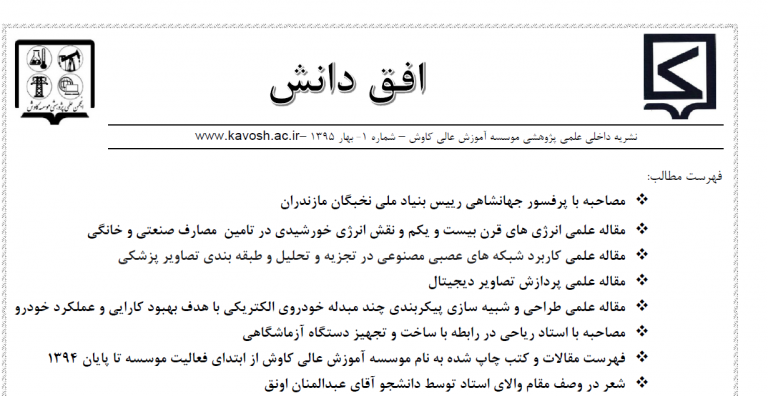 افق دانش
انجمن علمی پژوهشی موسسه کاوش
نشریه داخلی علمی پژوهشی موسسه آموزش عالی کاوش – شماره ۱- بهار ۱۳۹۵ –www.kavosh.ac.ir
فهرست مطالب:
❖ مصاحبه با پرفسور جهانشاهی رییس بنیاد ملی نخبگان مازندران
❖ مقاله علمی انرژی های قرن بیست و یکم و نقش انرژی خورشیدی در تامین مصارف صنعتی و خانگی
❖ مقاله علمی کاربرد شبکه های عصبی مصنوعی در تجزیه و تحلیل و طبقه بندی تصاویر پزشکی
❖ مقاله علمی پردازش تصاویر دیجیتال
❖ مقاله علمی طراحی و شبیه سازی پیکربندی چند مبدله خودروی الکتریکی با هدف بهبود کارایی و عملکرد خودرو
❖ مصاحبه با استاد ریاحی در رابطه با ساخت و تجهیز دستگاه آزماشگاهی
❖ فهرست مقالات و کتب چاپ شده به نام موسسه آموزش عالی کاوش از ابتدای فعالیت موسسه تا پایان ۱۳۹۴
❖ شعر در وصف مقام والای استاد توسط دانشجو آقای عبدالمنان اونق